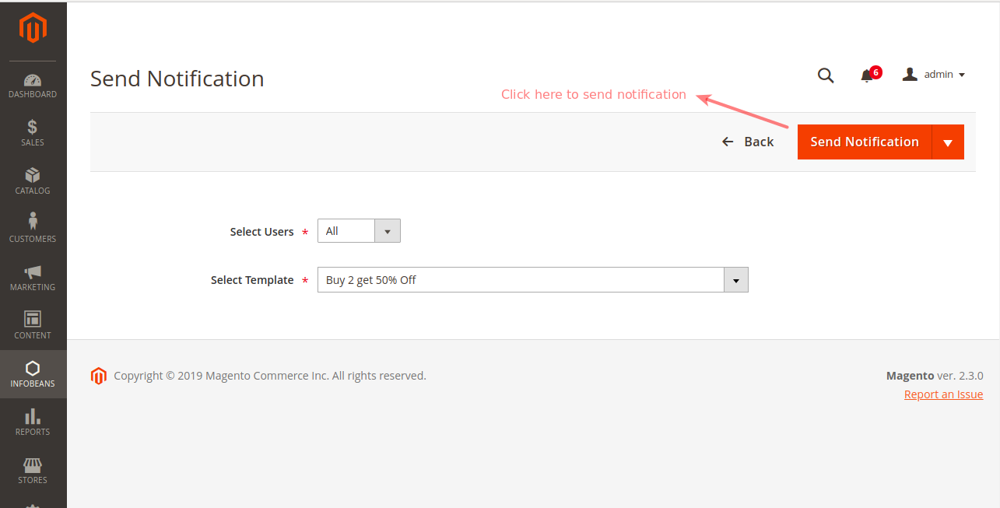 Send Notification
6
admin
Click here to send notification
Back
Send Notification
DASHBOARD
SALES
CATALOG
CUSTOMERS
MARKETING
CONTENT
INFOBEANS
REPORTS
STORES
Select Users *
All
Select Template *
Buy 2 get 50% Off
Copyright © 2019 Magento Commerce Inc. All rights reserved.
Magento ver. 2.3.0
Report an Issue